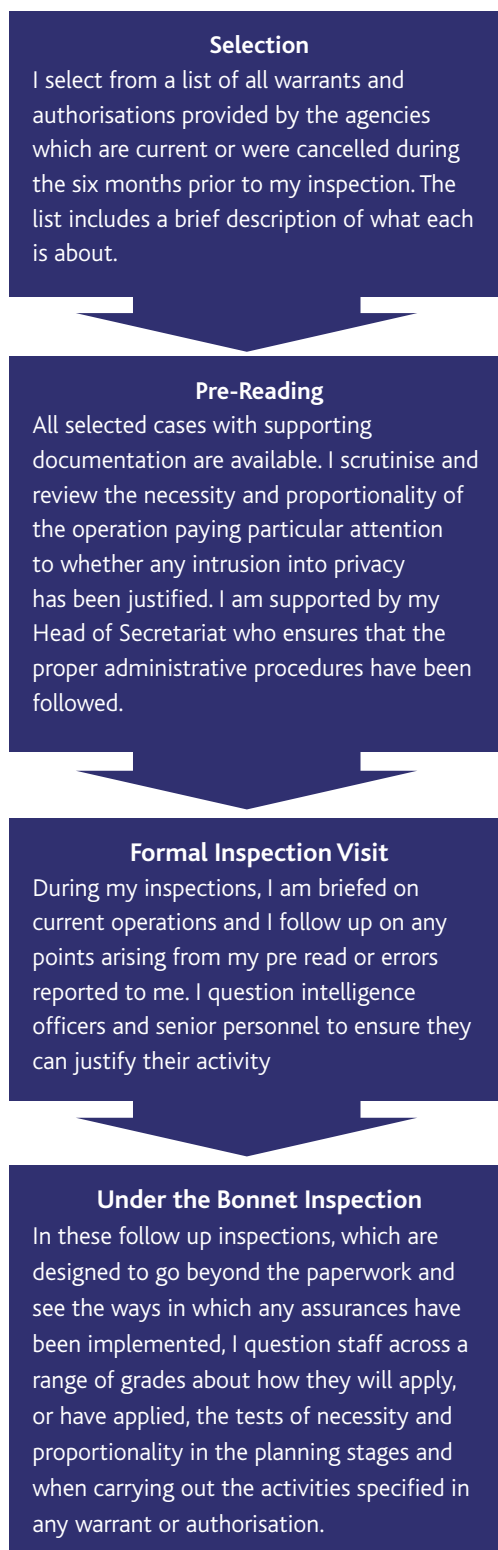 Selection
I select from a list of all warrants and
authorisations provided by the agencies
which are current or were cancelled during
the six months prior to my inspection. The
list includes a brief description of what each
is about.
Pre-Reading
All selected cases with supporting
documentation are available. I scrutinise and
review the necessity and proportionality of
the operation paying particular attention
to whether any intrusion into privacy
has been justified. I am supported by my
Head of Secretariat who ensures that the
proper administrative procedures have been
followed.
Formal Inspection Visit
During my inspections, I am briefed on
current operations and I follow up on any
points arising from my pre read or errors
reported to me. I question intelligence
officers and senior personnel to ensure they
can justify their activity
Under the Bonnet Inspection
In these follow up inspections, which are
designed to go beyond the paperwork and
see the ways in which any assurances have
been implemented, I question staff across a
range of grades about how they will apply,
or have applied, the tests of necessity and
proportionality in the planning stages and
when carrying out the activities specified in
any warrant or authorisation.